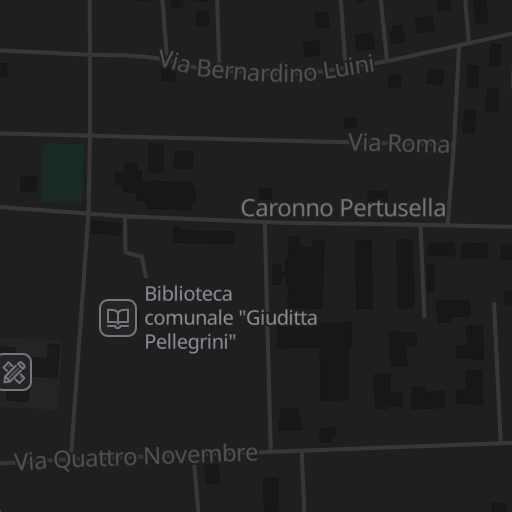 Via Bernardino Luini
Via Roma
Caronno Pertusella
Biblioteca
comunale "Giuditta
Pellegrini"
Via Quattro Novembre